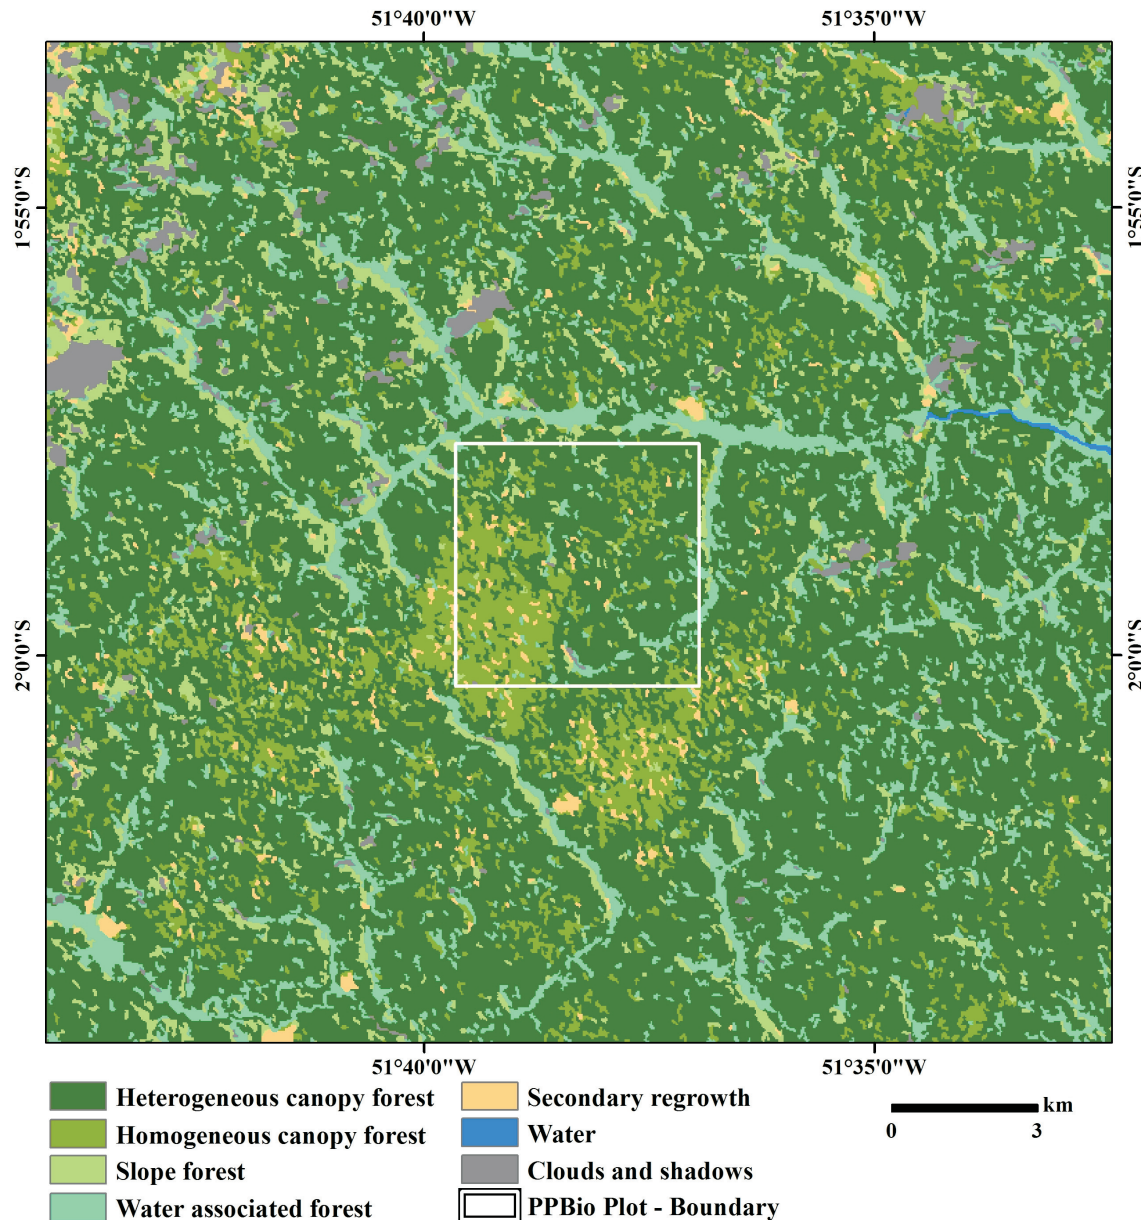 51°40'0"W 51°35'0"W
1°55'0"S 1°55'0"S
2°0'0"S 2°0'0"S
51°40'0"W 51°35'0"W
Heterogeneous canopy forest Secondary regrowth km
Homogeneous canopy forest Water 0 3
Slope forest Clouds and shadows
Water associated forest PPBio Plot - Boundary